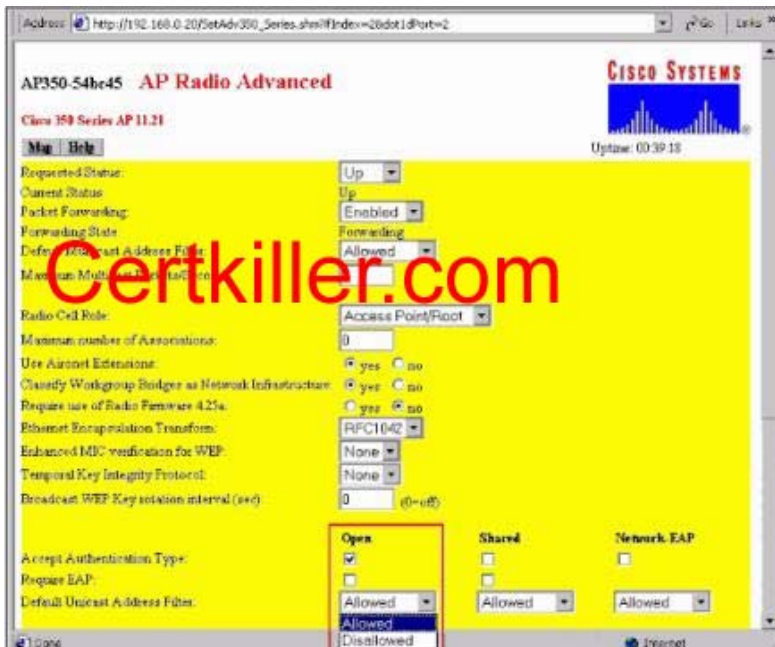 Address http://192.168.0.20/SetAdv350_Series.shm?ifIndex=2&dot1dPort=2 Go Links »
AP350-54bc45 AP Radio Advanced
CISCO SYSTEMS
Cisco 350 Series AP 11.21
Map Help
Uptime: 00:39:18
Requested Status: Up
Current Status Up
Packet Forwarding: Enabled
Forwarding State Forwarding
Default Multicast Address Filter: Allowed
Maximum Multicast
Certkiller.com
Radio Cell Role: Access Point/Root
Maximum number of Associations: 0
Use Aironet Extensions: yes no
Classify Workgroup Bridges as Network Infrastructure: yes no
Require use of Radio Firmware 4.25a: yes no
Ethernet Encapsulation Transform: RFC1042
Enhanced MIC verification for WEP: None
Temporal Key Integrity Protocol: None
Broadcast WEP Key rotation interval (sec) 0 (0=off)
Open Shared Network-EAP
Accept Authentication Type:
Require EAP:
Default Unicast Address Filter: Allowed Allowed Allowed
Allowed
Disallowed
Done Internet